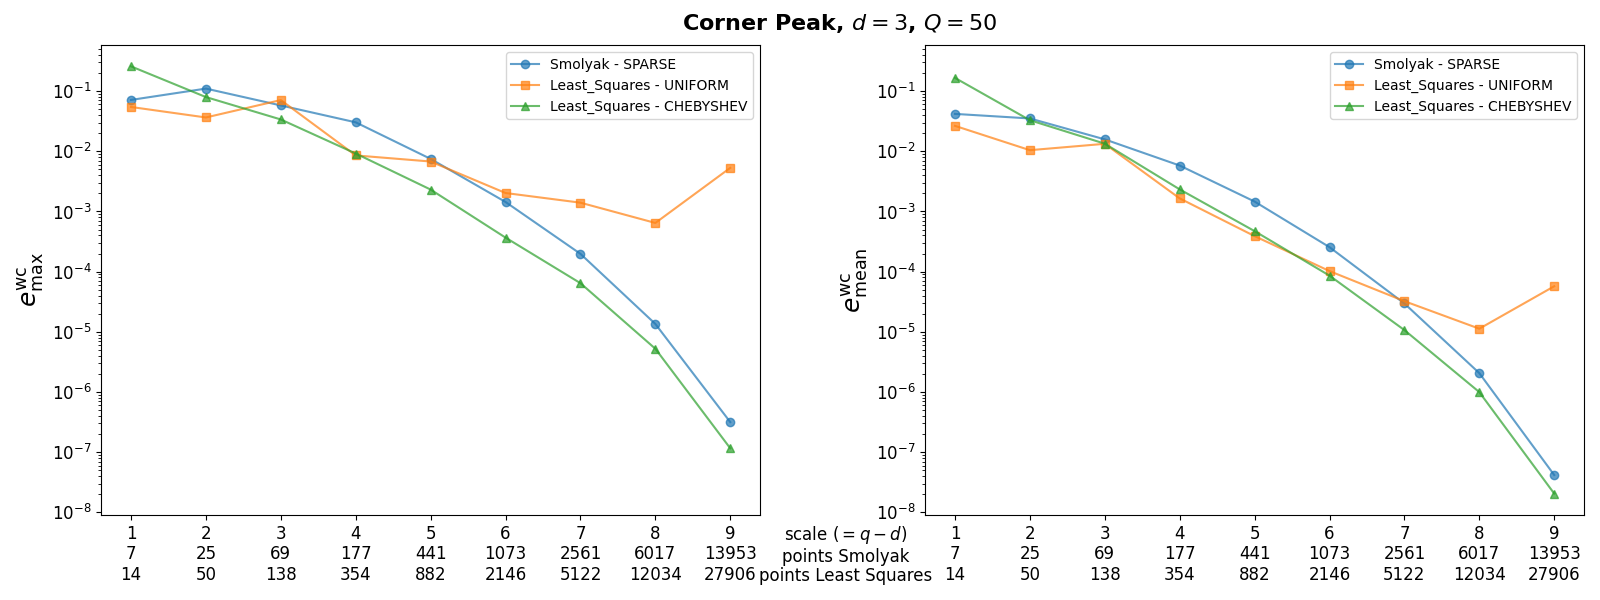 Corner Peak, d = 3, Q = 50
Smolyak - SPARSE
Least_Squares - UNIFORM
Least_Squares - CHEBYSHEV
10⁻¹
10⁻²
10⁻³
10⁻⁴
10⁻⁵
10⁻⁶
10⁻⁷
10⁻⁸
e^wc_max
Smolyak - SPARSE
Least_Squares - UNIFORM
Least_Squares - CHEBYSHEV
10⁻¹
10⁻²
10⁻³
10⁻⁴
10⁻⁵
10⁻⁶
10⁻⁷
10⁻⁸
e^wc_mean
1 2 3 4 5 6 7 8 9 scale (= q − d) 1 2 3 4 5 6 7 8 9
7 25 69 177 441 1073 2561 6017 13953 points Smolyak 7 25 69 177 441 1073 2561 6017 13953
14 50 138 354 882 2146 5122 12034 27906 points Least Squares 14 50 138 354 882 2146 5122 12034 27906